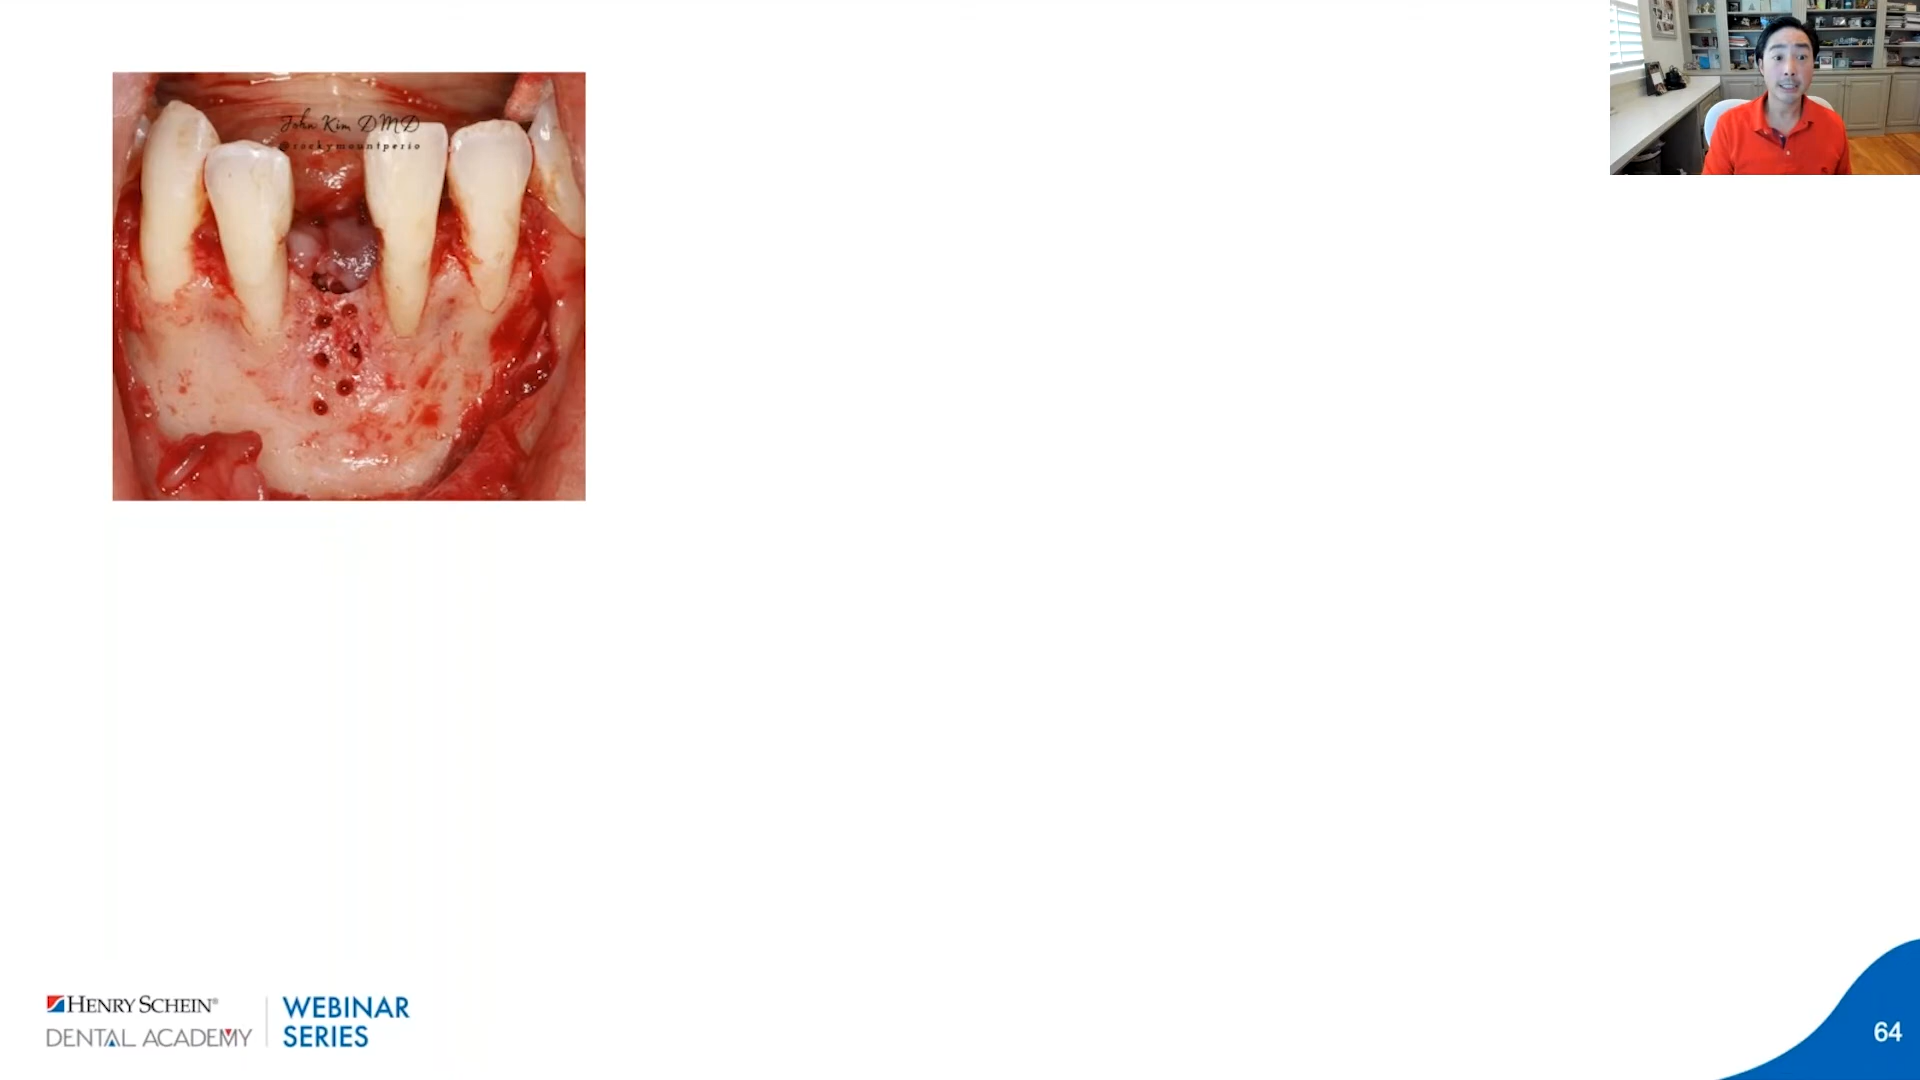 John Kim DMD
@rockymountperio
HENRY SCHEIN®
DENTAL ACADEMY
WEBINAR
SERIES
64